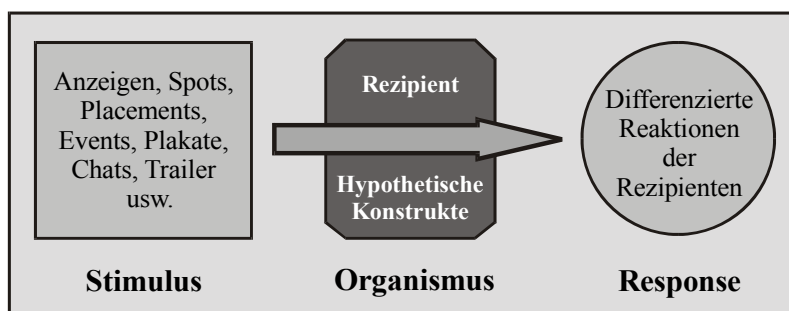 Anzeigen, Spots,
Placements,
Events, Plakate,
Chats, Trailer
usw.
Stimulus
Rezipient
Hypothetische
Konstrukte
Organismus
Differenzierte
Reaktionen
der
Rezipienten
Response